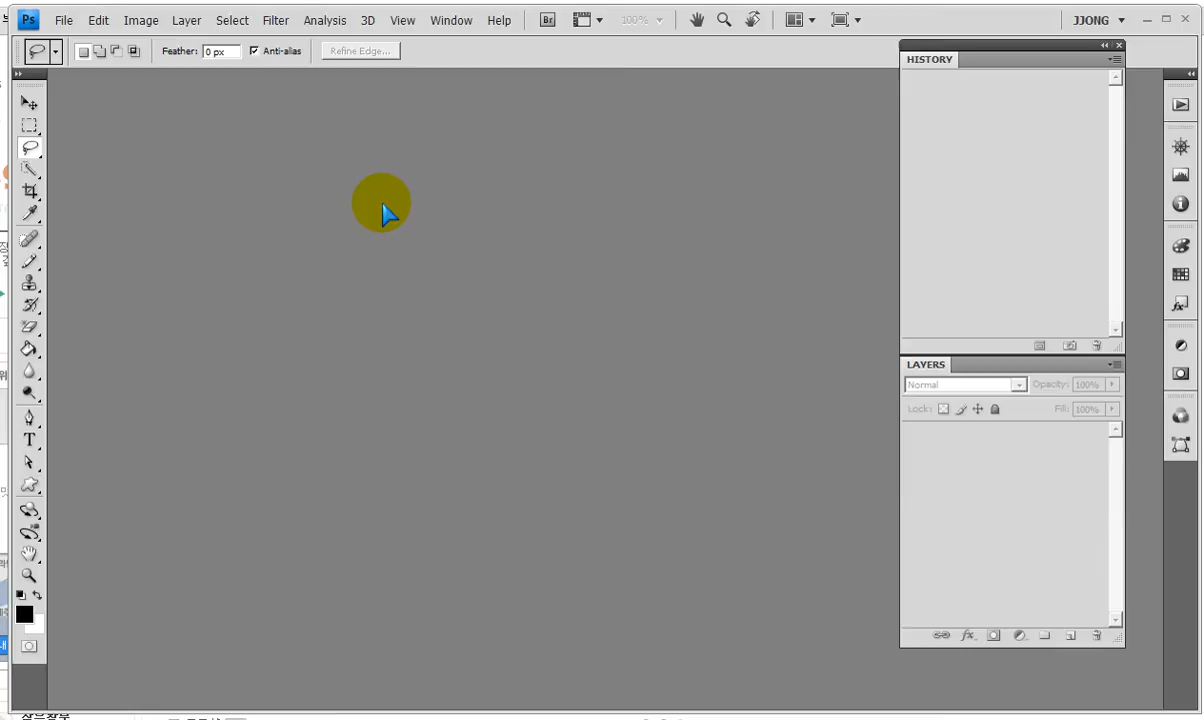 Ps File Edit Image Layer Select Filter Analysis 3D View Window Help Br 100% JJONG
Feather: 0 px Anti-alias Refine Edge...
HISTORY
LAYERS
Normal Opacity: 100%
Lock: Fill: 100%